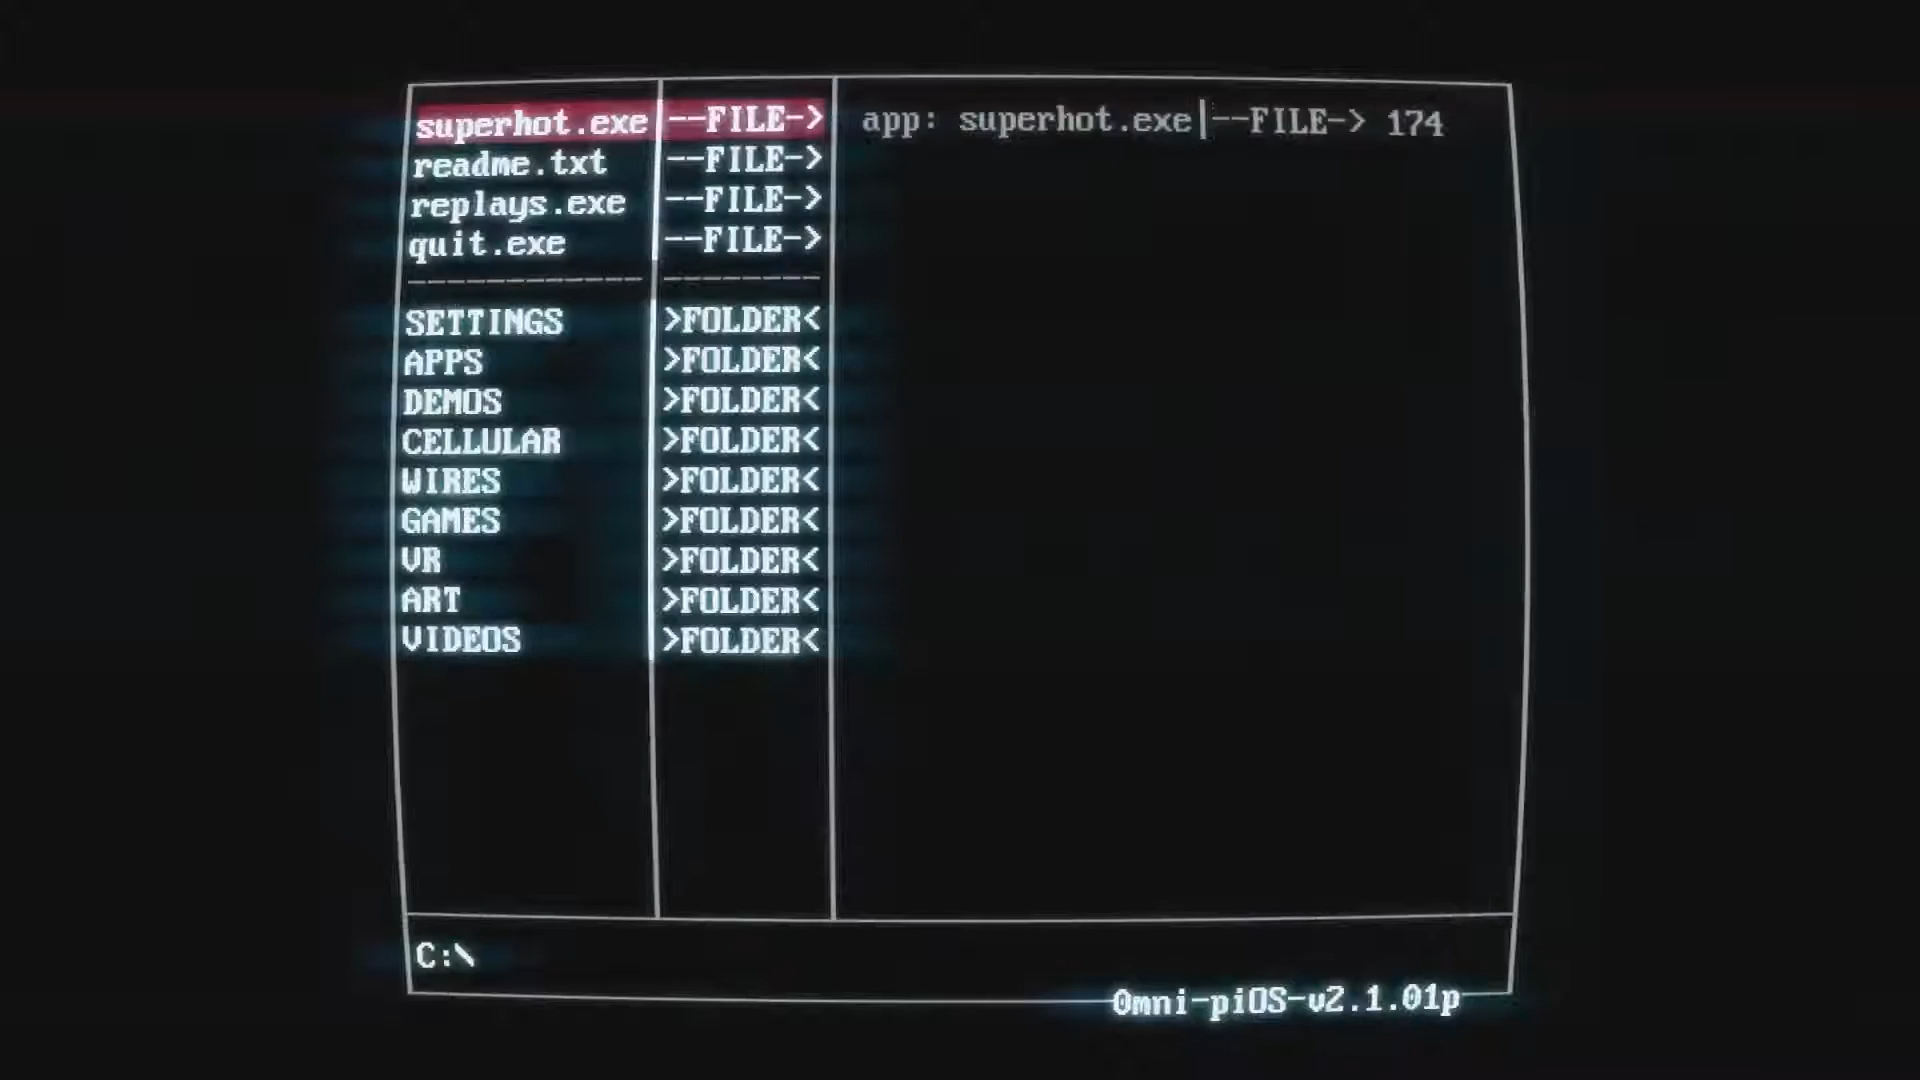 superhot.exe|--FILE-> app: superhot.exe|--FILE-> 174
readme.txt |--FILE->
replays.exe |--FILE->
quit.exe |--FILE->
------------ --------
SETTINGS |>FOLDER<
APPS |>FOLDER<
DEMOS |>FOLDER<
CELLULAR |>FOLDER<
WIRES |>FOLDER<
GAMES |>FOLDER<
VR |>FOLDER<
ART |>FOLDER<
VIDEOS |>FOLDER<
C:\
0mni-piOS-v2.1.01p